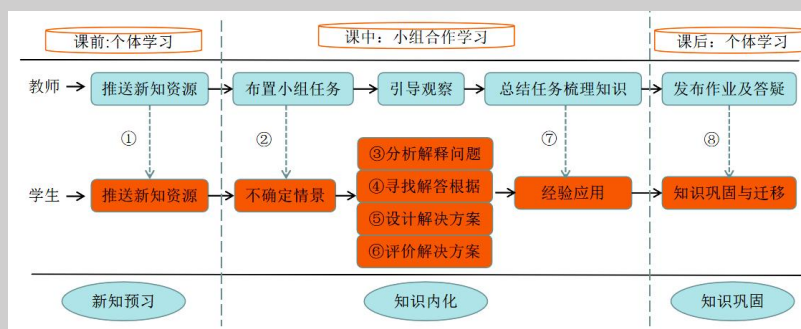 课前:个体学习
课中：小组合作学习
课后：个体学习
教师
推送新知资源
布置小组任务
引导观察
总结任务梳理知识
发布作业及答疑
①
②
⑦
⑧
学生
推送新知资源
不确定情景
③分析解释问题
④寻找解答根据
⑤设计解决方案
⑥评价解决方案
经验应用
知识巩固与迁移
新知预习
知识内化
知识巩固